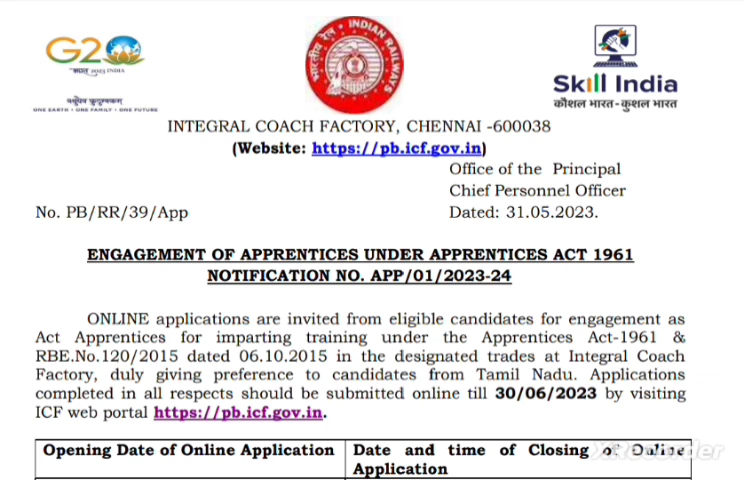 G20
भारत 2023 INDIA
वसुधैव कुटुम्बकम्
ONE EARTH • ONE FAMILY • ONE FUTURE
भारतीय रेल • INDIAN RAILWAYS
Skill India
कौशल भारत - कुशल भारत
INTEGRAL COACH FACTORY, CHENNAI -600038
(Website: https://pb.icf.gov.in)
Office of the Principal
Chief Personnel Officer
No. PB/RR/39/App Dated: 31.05.2023.
ENGAGEMENT OF APPRENTICES UNDER APPRENTICES ACT 1961
NOTIFICATION NO. APP/01/2023-24
ONLINE applications are invited from eligible candidates for engagement as
Act Apprentices for imparting training under the Apprentices Act-1961 &
RBE.No.120/2015 dated 06.10.2015 in the designated trades at Integral Coach
Factory, duly giving preference to candidates from Tamil Nadu. Applications
completed in all respects should be submitted online till 30/06/2023 by visiting
ICF web portal https://pb.icf.gov.in.
Opening Date of Online Application
Date and time of Closing of Online
Application
XRecorder